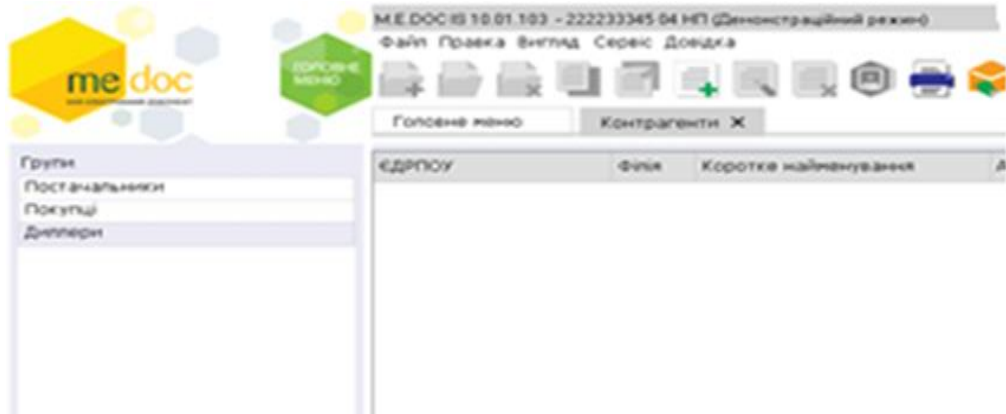 M.E.DOC IS 10.01.103 - 222233345 04 НП (Демонстраційний режим)
Файл Правка Вигляд Сервіс Довідка
me doc
ГОЛОВНЕ
МЕНЮ
Головне меню
Контрагенти
Групи
Постачальники
Покупці
Диллери
ЄДРПОУ
Філія
Коротке найменування